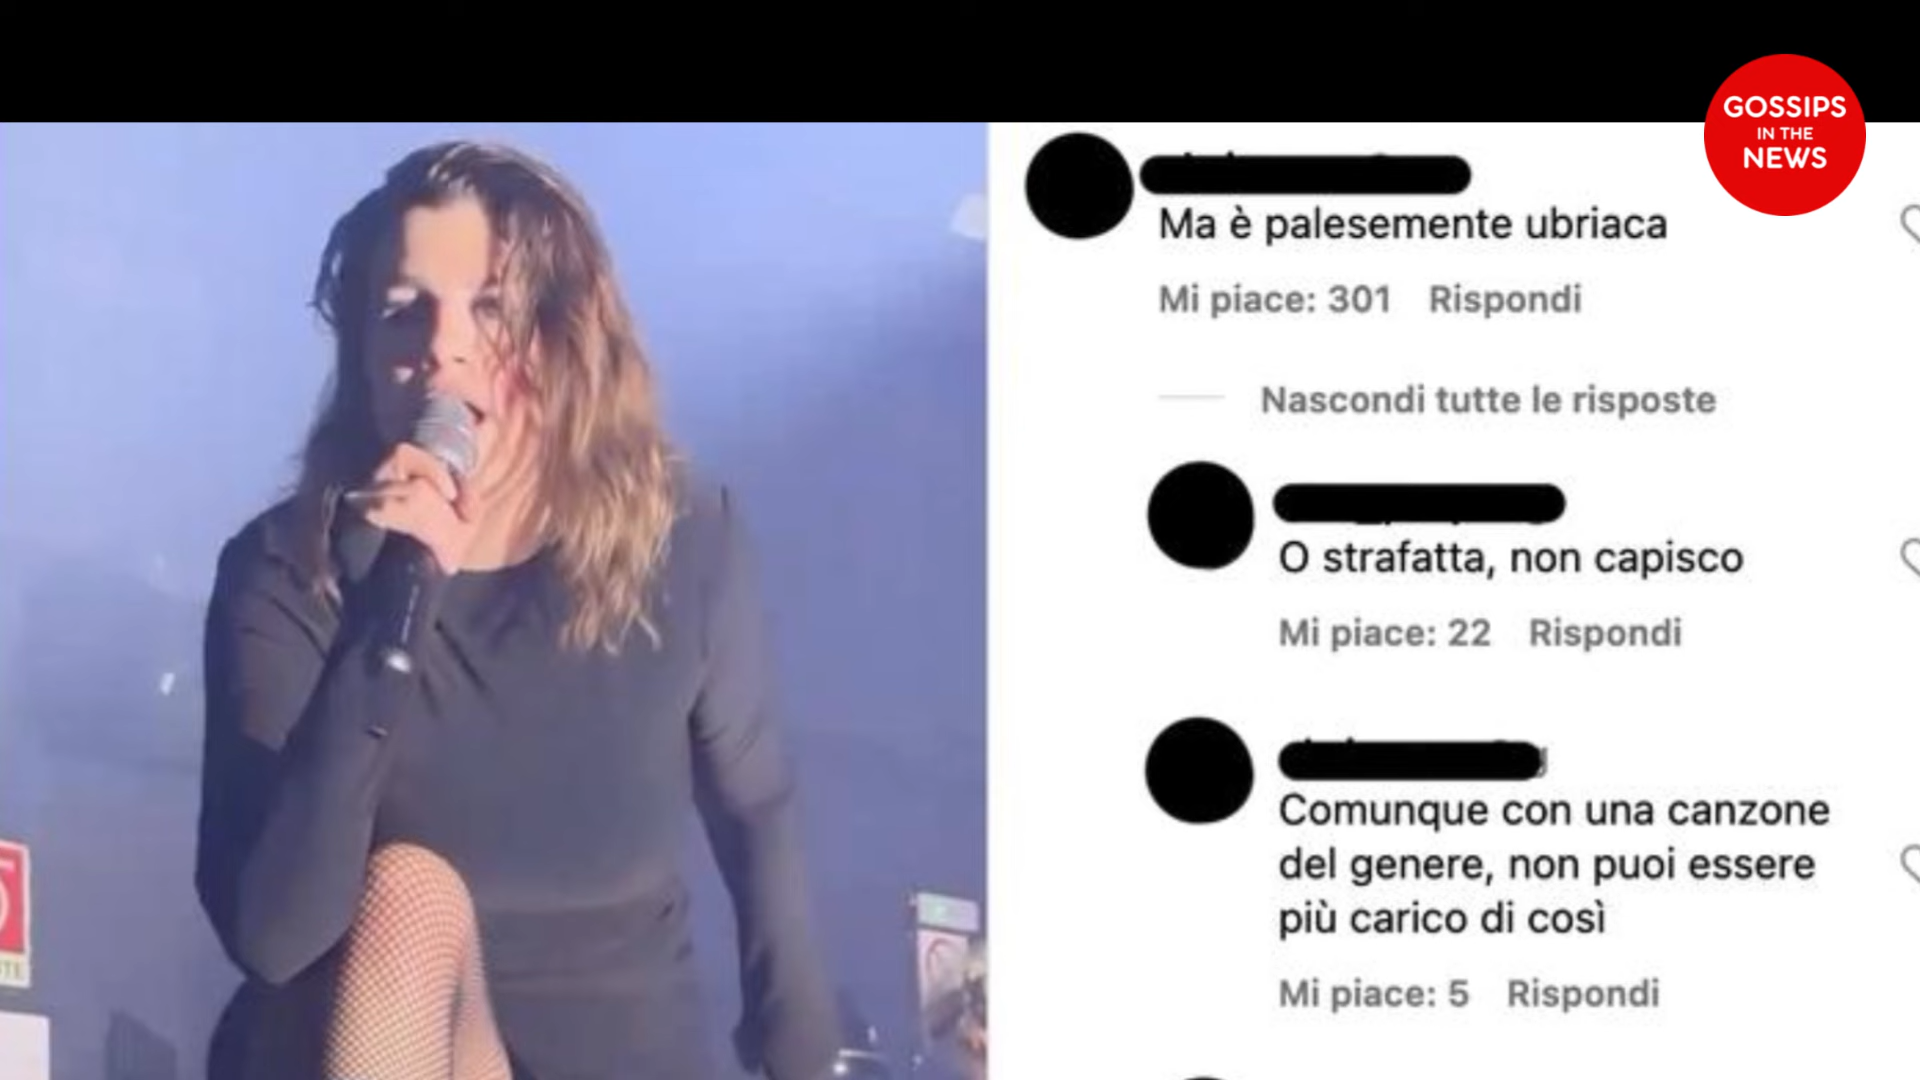 GOSSIPS
IN THE
NEWS
Ma è palesemente ubriaca
Mi piace: 301 Rispondi
Nascondi tutte le risposte
O strafatta, non capisco
Mi piace: 22 Rispondi
Comunque con una canzone
del genere, non puoi essere
più carico di così
Mi piace: 5 Rispondi